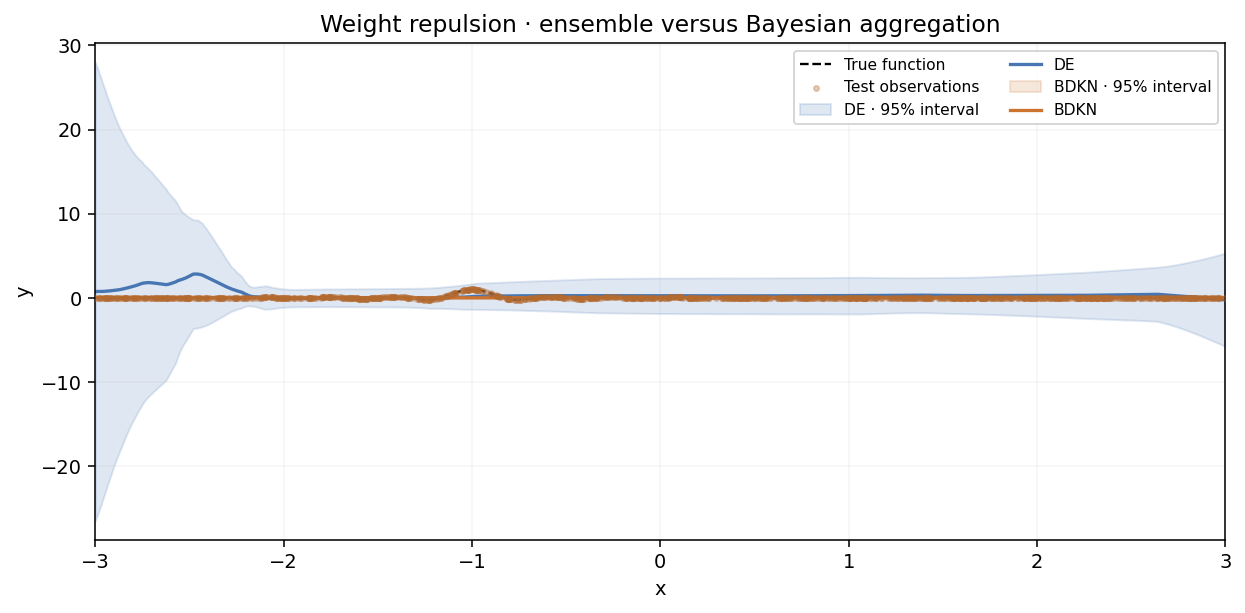 Weight repulsion · ensemble versus Bayesian aggregation
True function
Test observations
DE · 95% interval
DE
BDKN · 95% interval
BDKN
30
20
10
0
−10
−20
y
−3
−2
−1
0
1
2
3
x